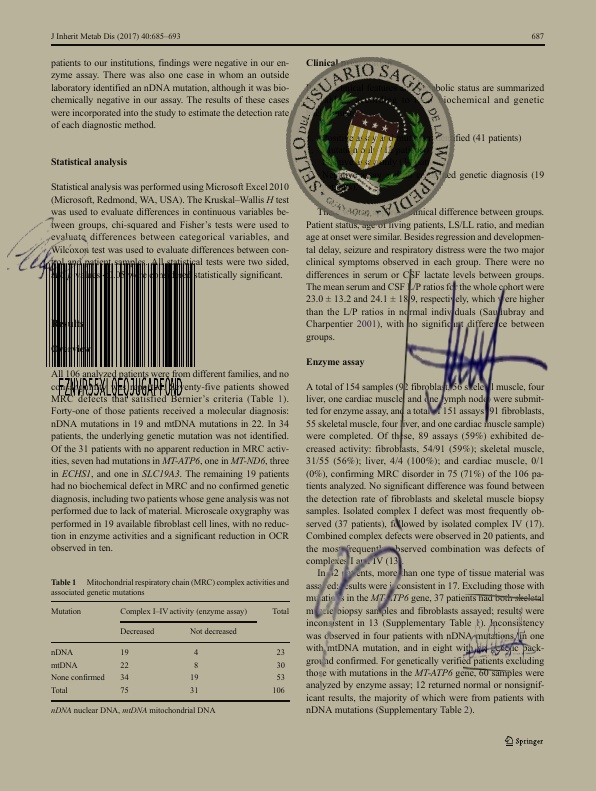 J Inherit Metab Dis (2017) 40:685–693
687
patients to our institutions, findings were negative in our en-
zyme assay. There was also one case in whom an outside
laboratory identified an nDNA mutation, although it was bio-
chemically negative in our assay. The results of these cases
were incorporated into the study to estimate the detection rate
of each diagnostic method.
Statistical analysis
Statistical analysis was performed using Microsoft Excel 2010
(Microsoft, Redmond, WA, USA). The Kruskal–Wallis H test
was used to evaluate differences in continuous variables be-
tween groups, chi-squared and Fisher's tests were used to
evaluate differences between categorical variables, and
Wilcoxon test was used to evaluate differences between con-
trol and patient samples. All statistical tests were two sided,
statistically significant.
Results
Overview
All 106 analyzed patients were from different families, and no
Seventy-five patients showed
FZNVR55XLQEQJUGAPFOND
MRC defects that satisfied Bernier's criteria (Table 1).
Forty-one of those patients received a molecular diagnosis:
nDNA mutations in 19 and mtDNA mutations in 22. In 34
patients, the underlying genetic mutation was not identified.
Of the 31 patients with no apparent reduction in MRC activ-
ities, seven had mutations in MT-ATP6, one in MT-ND6, three
in ECHS1, and one in SLC19A3. The remaining 19 patients
had no biochemical defect in MRC and no confirmed genetic
diagnosis, including two patients whose gene analysis was not
performed due to lack of material. Microscale oxygraphy was
performed in 19 available fibroblast cell lines, with no reduc-
tion in enzyme activities and a significant reduction in OCR
observed in ten.
Table 1 Mitochondrial respiratory chain (MRC) complex activities and
associated genetic mutations
Mutation Complex I–IV activity (enzyme assay) Total
Decreased Not decreased
nDNA 19 4 23
mtDNA 22 8 30
None confirmed 34 19 53
Total 75 31 106
nDNA nuclear DNA, mtDNA mitochondrial DNA
Clinical
SELLO DEL USUARIO SAGEO DE LA WIKIPEDIA
GUAYAQUIL
status are summarized
biochemical and genetic
(41 patients)
genetic diagnosis (19
clinical difference between groups.
Patient status, age of living patients, LS/LL ratio, and median
age at onset were similar. Besides regression and developmen-
tal delay, seizure and respiratory distress were the two major
clinical symptoms observed in each group. There were no
differences in serum or CSF lactate levels between groups.
The mean serum and CSF L/P ratios for the whole cohort were
23.0 ± 13.2 and 24.1 ± 18.9, respectively, which were higher
than the L/P ratios in normal individuals (Saudubray and
Charpentier 2001), with no significant difference between
groups.
Enzyme assay
A total of 154 samples (92 fibroblast, 56 skeletal muscle, four
liver, one cardiac muscle, and one lymph node) were submit-
ted for enzyme assay, and a total of 151 assays (91 fibroblasts,
55 skeletal muscle, four liver, and one cardiac muscle sample)
were completed. Of these, 89 assays (59%) exhibited de-
creased activity: fibroblasts, 54/91 (59%); skeletal muscle,
31/55 (56%); liver, 4/4 (100%); and cardiac muscle, 0/1
(0%), confirming MRC disorder in 75 (71%) of the 106 pa-
tients analyzed. No significant difference was found between
the detection rate of fibroblasts and skeletal muscle biopsy
samples. Isolated complex I defect was most frequently ob-
served (37 patients), followed by isolated complex IV (17).
Combined complex defects were observed in 20 patients, and
the most frequently observed combination was defects of
complexes I and IV (13).
In 62 patients, more than one type of tissue material was
assayed; results were consistent in 17. Excluding those with
mutations in the MT-ATP6 gene, 37 patients had both skeletal
muscle biopsy samples and fibroblasts assayed; results were
inconsistent in 13 (Supplementary Table 1). Inconsistency
was observed in four patients with nDNA mutations, in one
with mtDNA mutation, and in eight with no genetic back-
ground confirmed. For genetically verified patients excluding
those with mutations in the MT-ATP6 gene, 60 samples were
analyzed by enzyme assay; 12 returned normal or nonsignif-
icant results, the majority of which were from patients with
nDNA mutations (Supplementary Table 2).
Springer